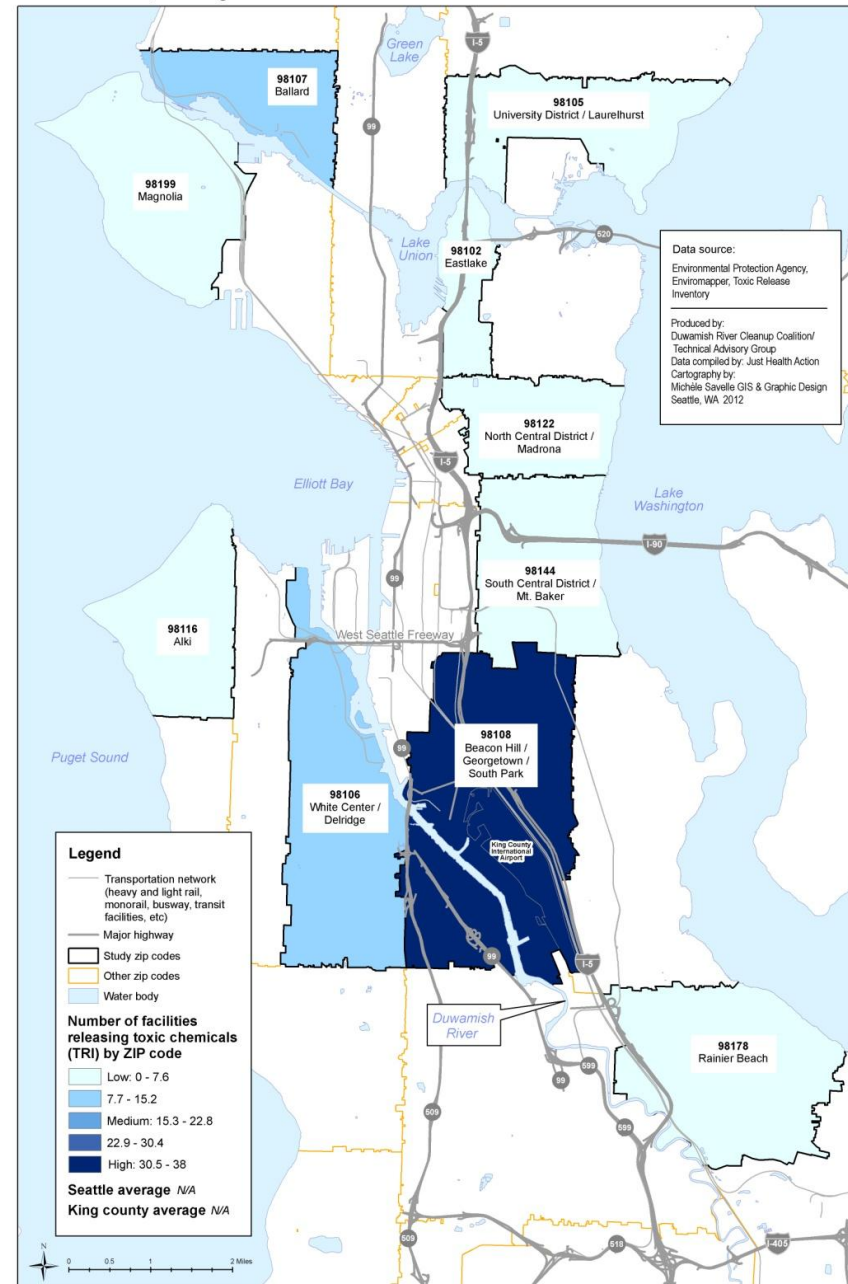 Green
Lake
I-5
98107
Ballard
98105
University District / Laurelhurst
99
98199
Magnolia
Lake
Union
98102
Eastlake
520
Data source:
Environmental Protection Agency,
Enviromapper, Toxic Release
Inventory
Produced by:
Duwamish River Cleanup Coalition/
Technical Advisory Group
Data compiled by: Just Health Action
Cartography by:
Michèle Savelle GIS & Graphic Design
Seattle, WA 2012
98122
North Central District /
Madrona
I-5
Elliott Bay
Lake
Washington
I-90
98144
South Central District /
Mt. Baker
99
98116
Alki
West Seattle Freeway
98108
Beacon Hill /
Georgetown /
South Park
99
Puget Sound
98106
White Center /
Delridge
King County
International
Airport
99
I-5
Duwamish
River
98178
Rainier Beach
599
99
509
599
509
518
I-405
Legend
Transportation network
(heavy and light rail,
monorail, busway, transit
facilities, etc)
Major highway
Study zip codes
Other zip codes
Water body
Number of facilities
releasing toxic chemicals
(TRI) by ZIP code
Low: 0 - 7.6
7.7 - 15.2
Medium: 15.3 - 22.8
22.9 - 30.4
High: 30.5 - 38
Seattle average N/A
King county average N/A
N
0 0.5 1 2 Miles